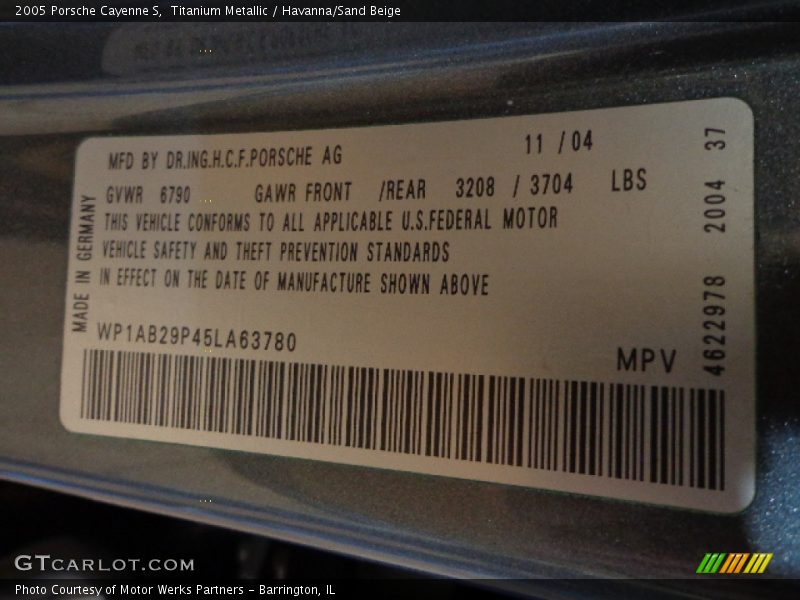 2005 Porsche Cayenne S,  Titanium Metallic / Havanna/Sand Beige
MFD BY DR.ING.H.C.F.PORSCHE AG 11 /04
GVWR 6790 GAWR FRONT /REAR 3208 / 3704 LBS
THIS VEHICLE CONFORMS TO ALL APPLICABLE U.S.FEDERAL MOTOR
VEHICLE SAFETY AND THEFT PREVENTION STANDARDS
IN EFFECT ON THE DATE OF MANUFACTURE SHOWN ABOVE
MADE IN GERMANY
WP1AB29P45LA63780
MPV
4622978 2004 37
GTCARLOT.COM
Photo Courtesy of Motor Werks Partners - Barrington, IL